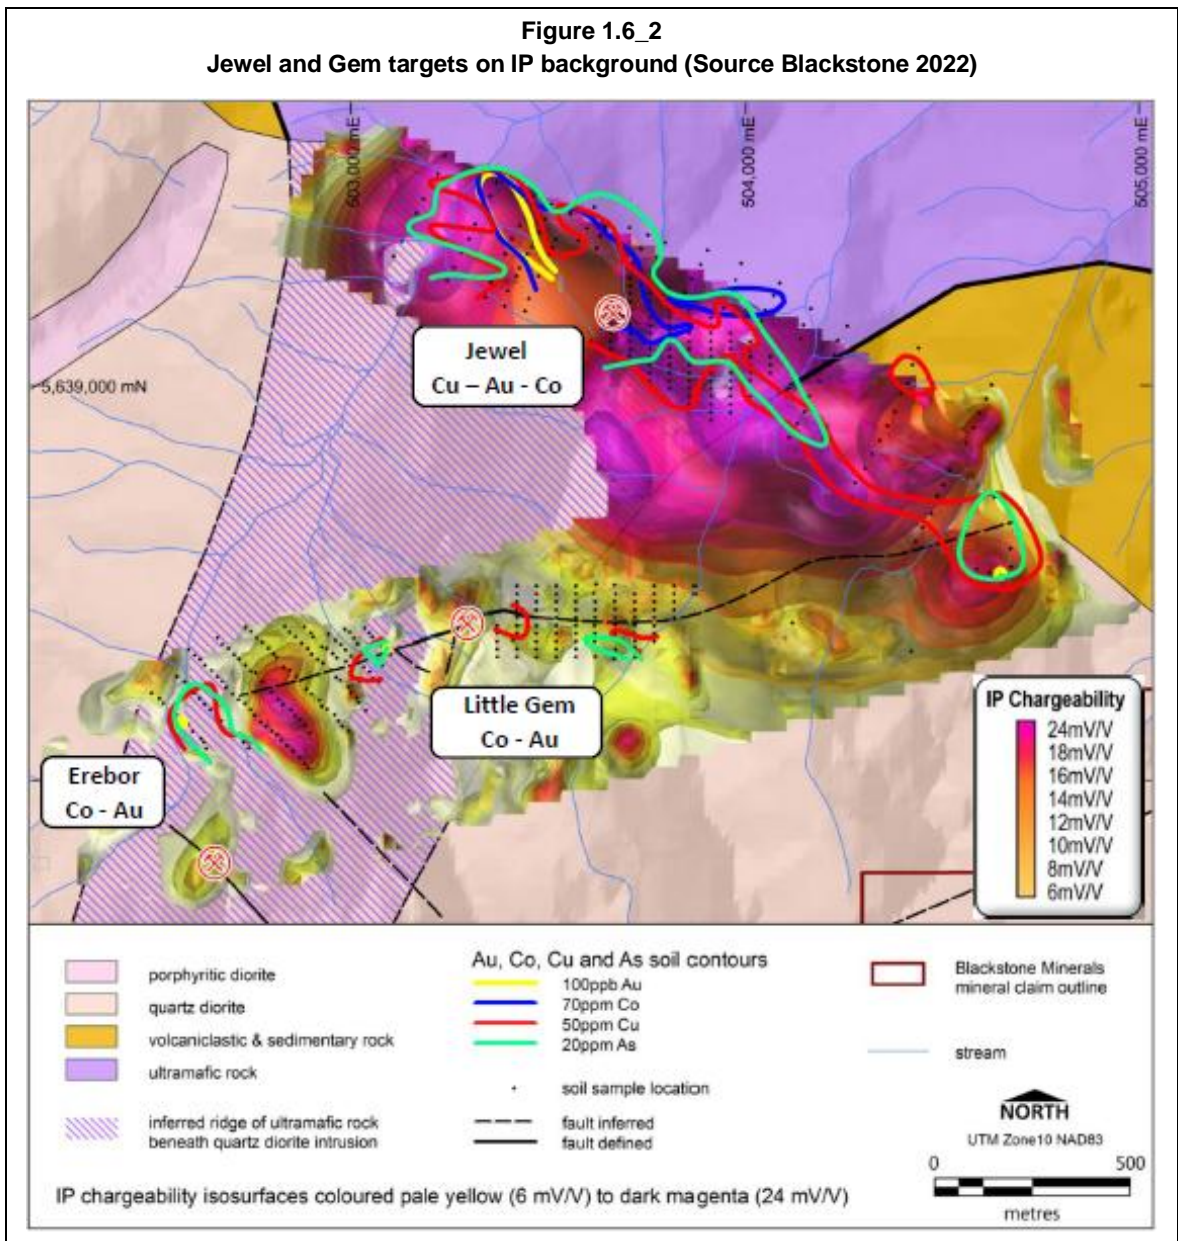 Figure 1.6_2
Jewel and Gem targets on IP background (Source Blackstone 2022)
503,000 mE
504,000 mE
505,000 mE
Jewel
Cu – Au - Co
5,639,000 mN
Little Gem
Co - Au
Erebor
Co - Au
IP Chargeability
24mV/V
18mV/V
16mV/V
14mV/V
12mV/V
10mV/V
8mV/V
6mV/V
porphyritic diorite
quartz diorite
volcaniclastic & sedimentary rock
ultramafic rock
inferred ridge of ultramafic rock
beneath quartz diorite intrusion
Au, Co, Cu and As soil contours
100ppb Au
70ppm Co
50ppm Cu
20ppm As
soil sample location
fault inferred
fault defined
Blackstone Minerals
mineral claim outline
stream
NORTH
UTM Zone10 NAD83
0 500
metres
IP chargeability isosurfaces coloured pale yellow (6 mV/V) to dark magenta (24 mV/V)